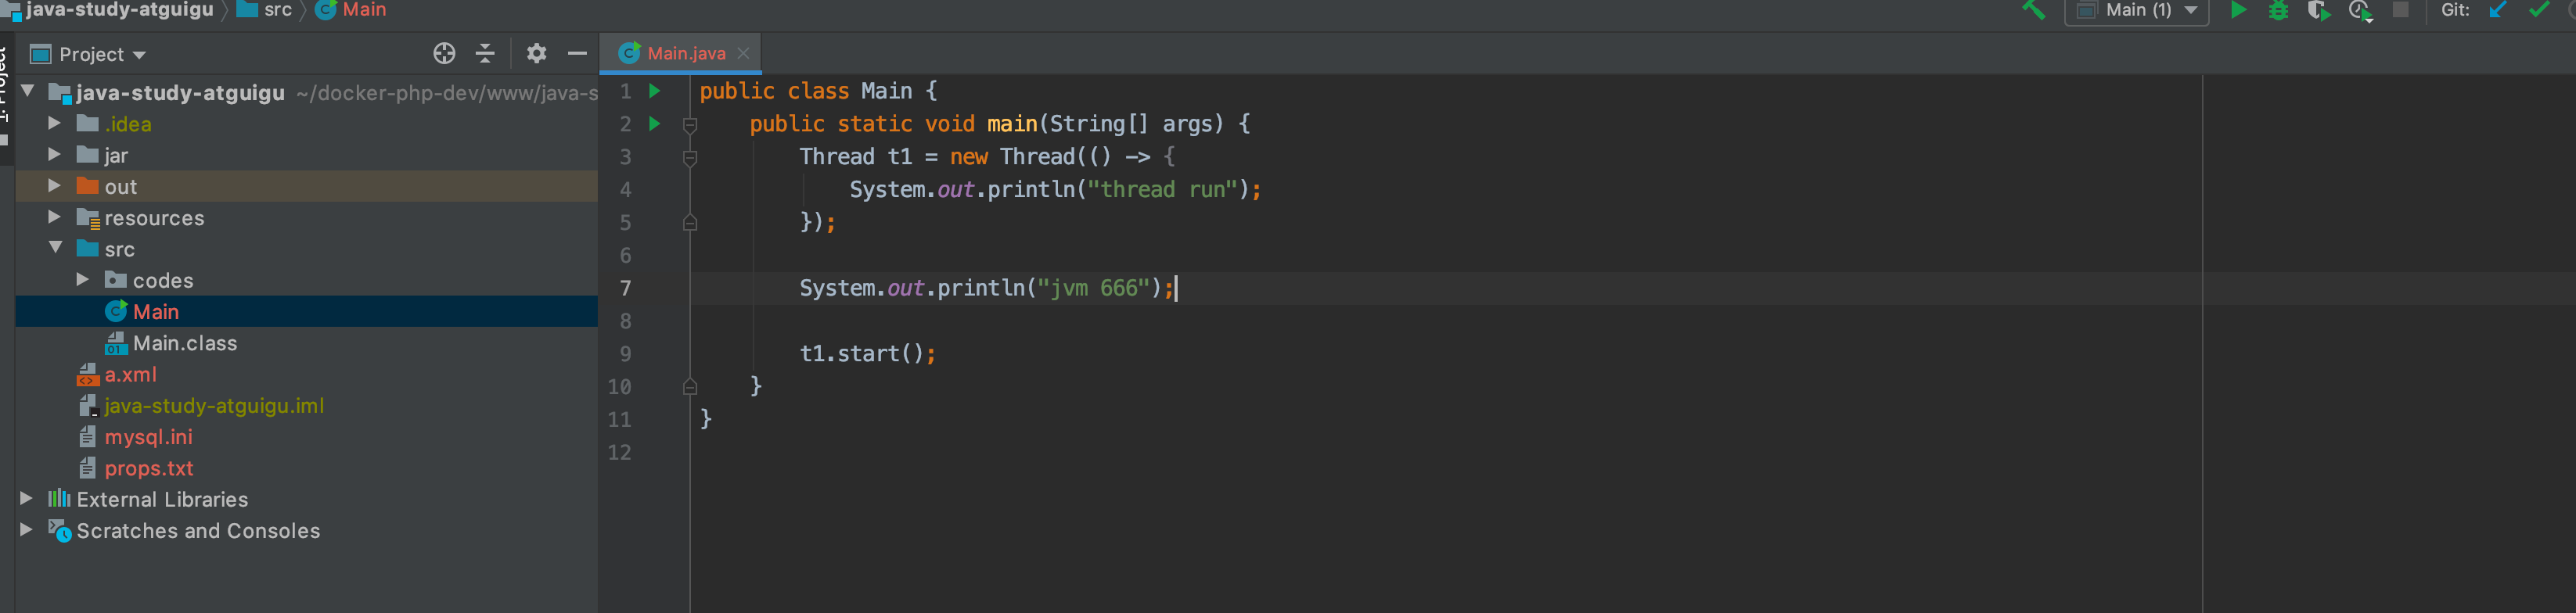 java-study-atguigu src Main Main (1) Git:
Project
Project
Main.java
java-study-atguigu ~/docker-php-dev/www/java-s
.idea
jar
out
resources
src
codes
Main
Main.class
a.xml
java-study-atguigu.iml
mysql.ini
props.txt
External Libraries
Scratches and Consoles
1 public class Main {
2 public static void main(String[] args) {
3 Thread t1 = new Thread(() -> {
4 System.out.println("thread run");
5 });
6
7 System.out.println("jvm 666");
8
9 t1.start();
10 }
11 }
12